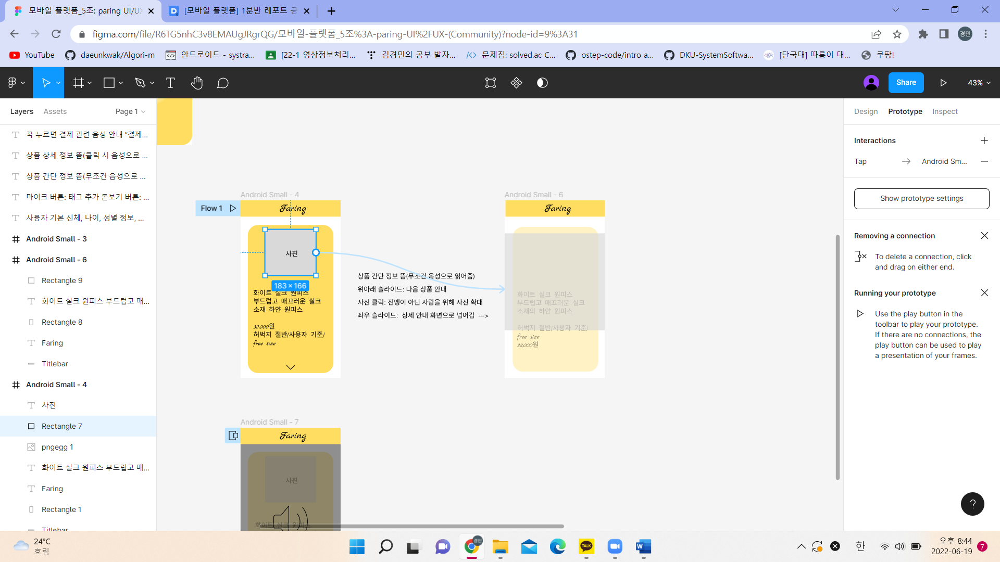 모바일 플랫폼_5조: paring UI/UX
[모바일 플랫폼] 1분반 레포트 공
figma.com/file/R6TG5nhC3v8EMAUgJRgrQG/모바일-플랫폼_5조%3A-paring-UI%2FUX-(Community)?node-id=9%3A31
경민
YouTube
daeunkwak/Algori-m
안드로이드 - systra...
[22-1 영상정보처리...
김경민의 공부 발자...
문제집: solved.ac C...
ostep-code/intro a...
DKU-SystemSoftwa...
[단국대] 따릉이 대...
쿠팡!
Share
43%
Layers
Assets
Page 1
꾹 누르면 결제 관련 음성 안내 “결제...
상품 상세 정보 뜸(클릭 시 음성으로 ...
상품 간단 정보 뜸(무조건 음성으로 ...
마이크 버튼: 태그 추가 돋보기 버튼: ...
사용자 기본 신체, 나이, 성별 정보, ...
Android Small - 3
Android Small - 6
Rectangle 9
화이트 실크 원피스 부드럽고 매...
Rectangle 8
Faring
Titlebar
Android Small - 4
사진
Rectangle 7
pngegg 1
화이트 실크 원피스 부드럽고 매...
Faring
Rectangle 1
Titlebar
Android Small - 4
Flow 1
Faring
사진
183 × 166
화이트 실크 원피스
부드럽고 매끄러운 실크
소재 하얀 원피스
32,000원
허벅지 절반/사용자 기준/
free size
상품 간단 정보 뜸(무조건 음성으로 읽어줌)
위아래 슬라이드: 다음 상품 안내
사진 클릭: 전맹이 아닌 사람을 위해 사진 확대
좌우 슬라이드: 상세 안내 화면으로 넘어감 --->
Android Small - 6
Faring
화이트 실크 원피스
부드럽고 매끄러운 실크
소재의 하얀 원피스
허벅지 절반/사용자 기준/
free size
32,000원
Android Small - 7
Faring
사진
화이트 실크 원피스
Design
Prototype
Inspect
Interactions
Tap
Android Sm...
Show prototype settings
Removing a connection
To delete a connection, click
and drag on either end.
Running your prototype
Use the play button in the
toolbar to play your prototype.
If there are no connections, the
play button can be used to play
a presentation of your frames.
?
24°C
흐림
경민
TALK
한
오후 8:44
2022-06-19
7